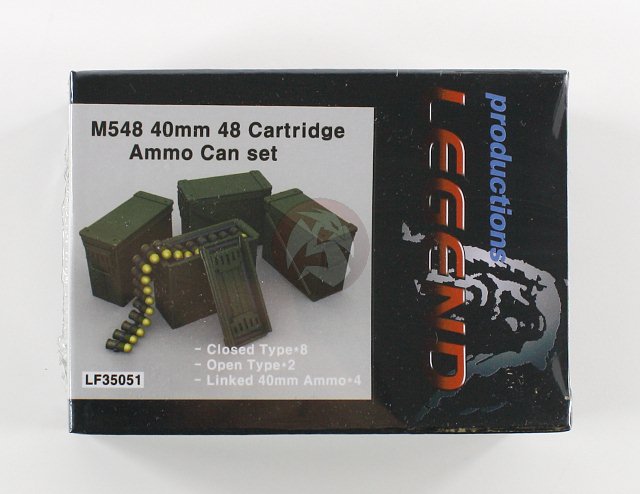 M548 40mm 48 Cartridge
Ammo Can set
- Closed Type*8
- Open Type*2
- Linked 40mm Ammo*4
LF35051
productions
LEGEND